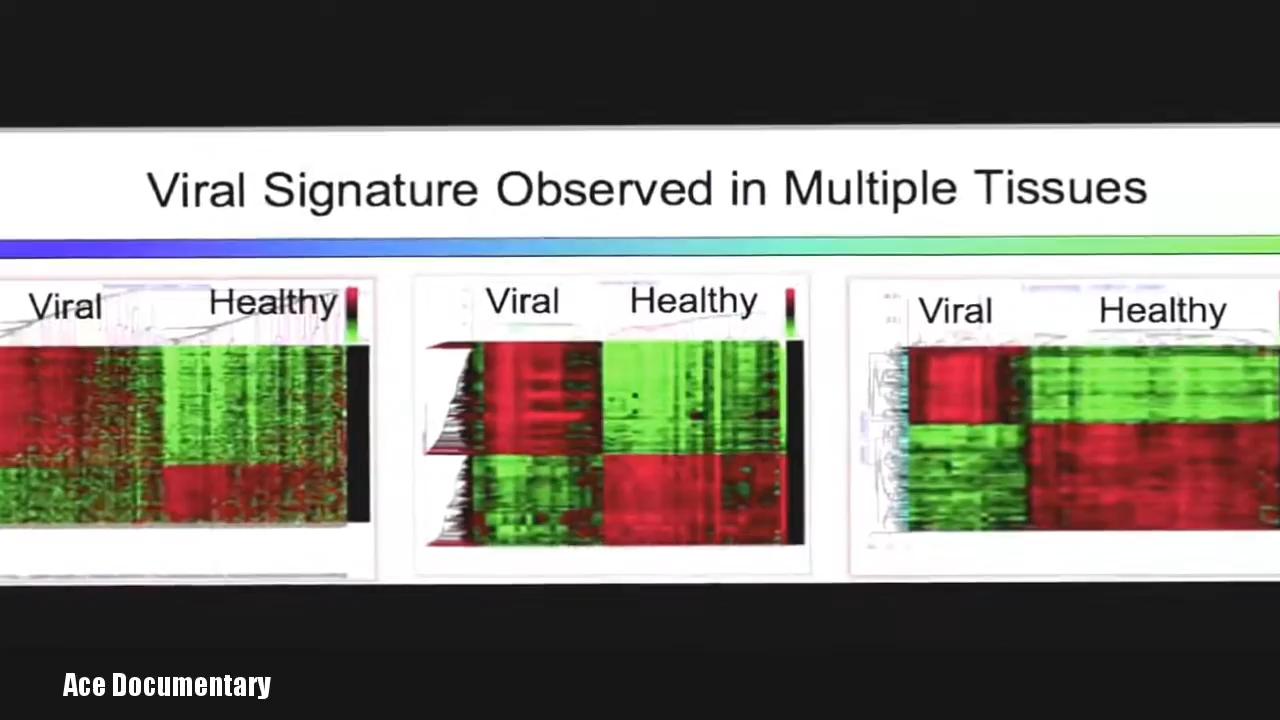 Viral Signature Observed in Multiple Tissues
Viral Healthy
Viral Healthy
Viral Healthy
Ace Documentary